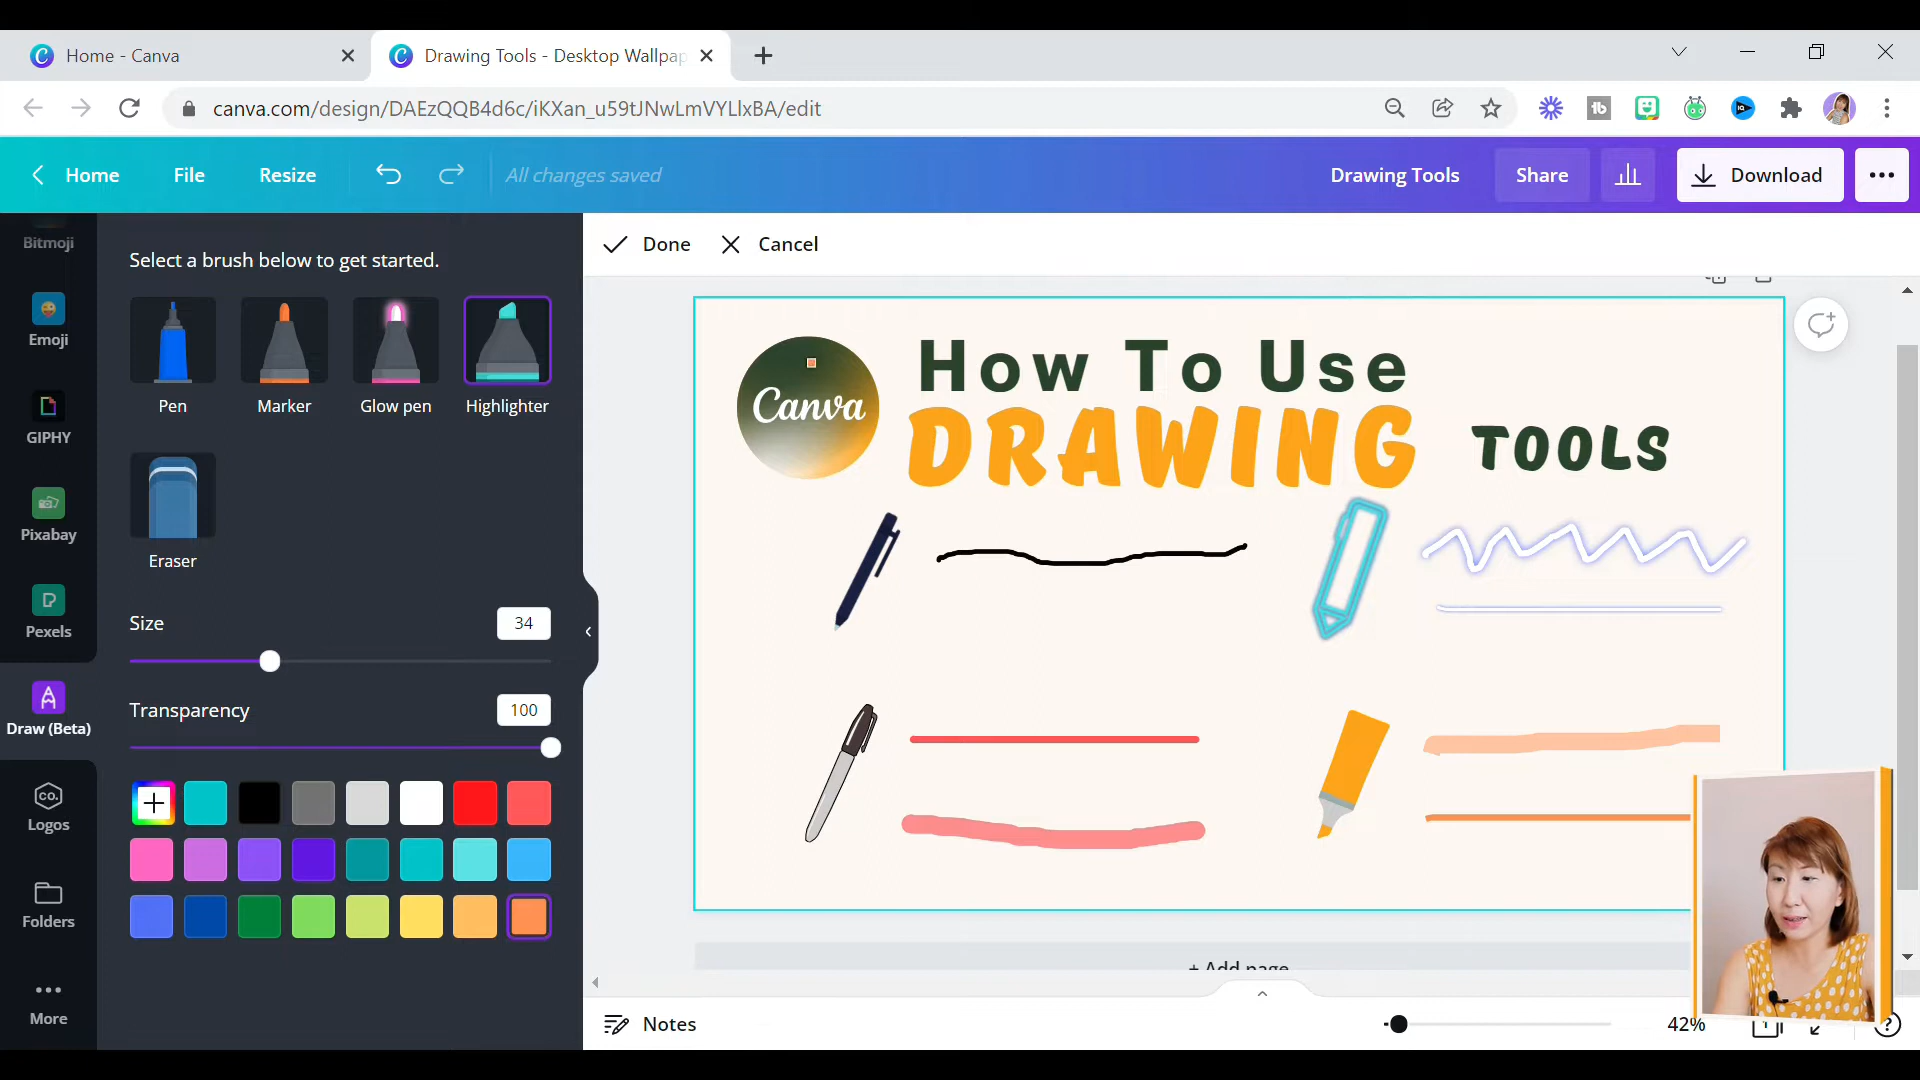 Home - Canva
Drawing Tools - Desktop Wallpap
canva.com/design/DAEzQQB4d6c/iKXan_u59tJNwLmVYLlxBA/edit
Home
File
Resize
All changes saved
Drawing Tools
Share
Download
Bitmoji
Emoji
GIPHY
Pixabay
Pexels
Draw (Beta)
Logos
Folders
More
Select a brush below to get started.
Pen
Marker
Glow pen
Highlighter
Eraser
Size
34
Transparency
100
Done
Cancel
Canva
How To Use
DRAWING
TOOLS
+ Add page
Notes
42%